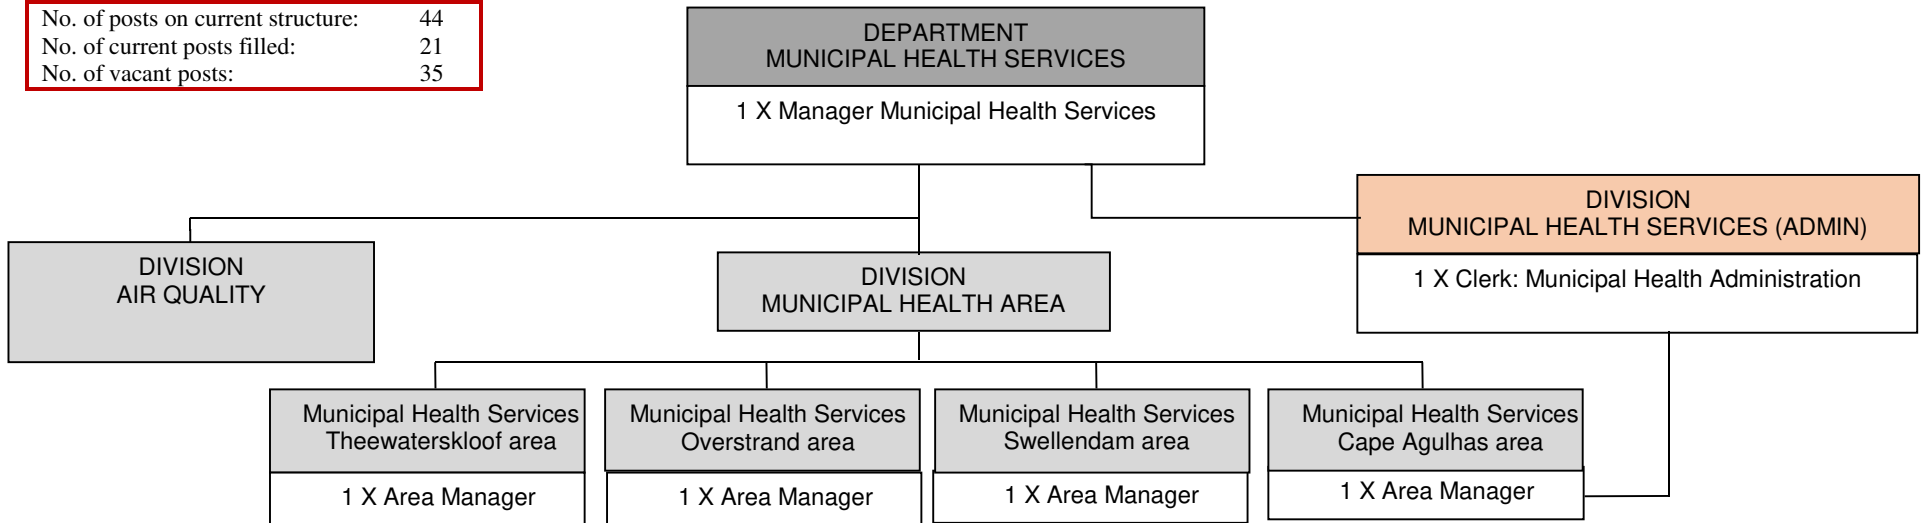 No. of posts on current structure: 44
No. of current posts filled: 21
No. of vacant posts: 35
DEPARTMENT
MUNICIPAL HEALTH SERVICES
1 X Manager Municipal Health Services
DIVISION
MUNICIPAL HEALTH SERVICES (ADMIN)
1 X Clerk: Municipal Health Administration
DIVISION
AIR QUALITY
DIVISION
MUNICIPAL HEALTH AREA
Municipal Health Services
Theewaterskloof area
1 X Area Manager
Municipal Health Services
Overstrand area
1 X Area Manager
Municipal Health Services
Swellendam area
1 X Area Manager
Municipal Health Services
Cape Agulhas area
1 X Area Manager